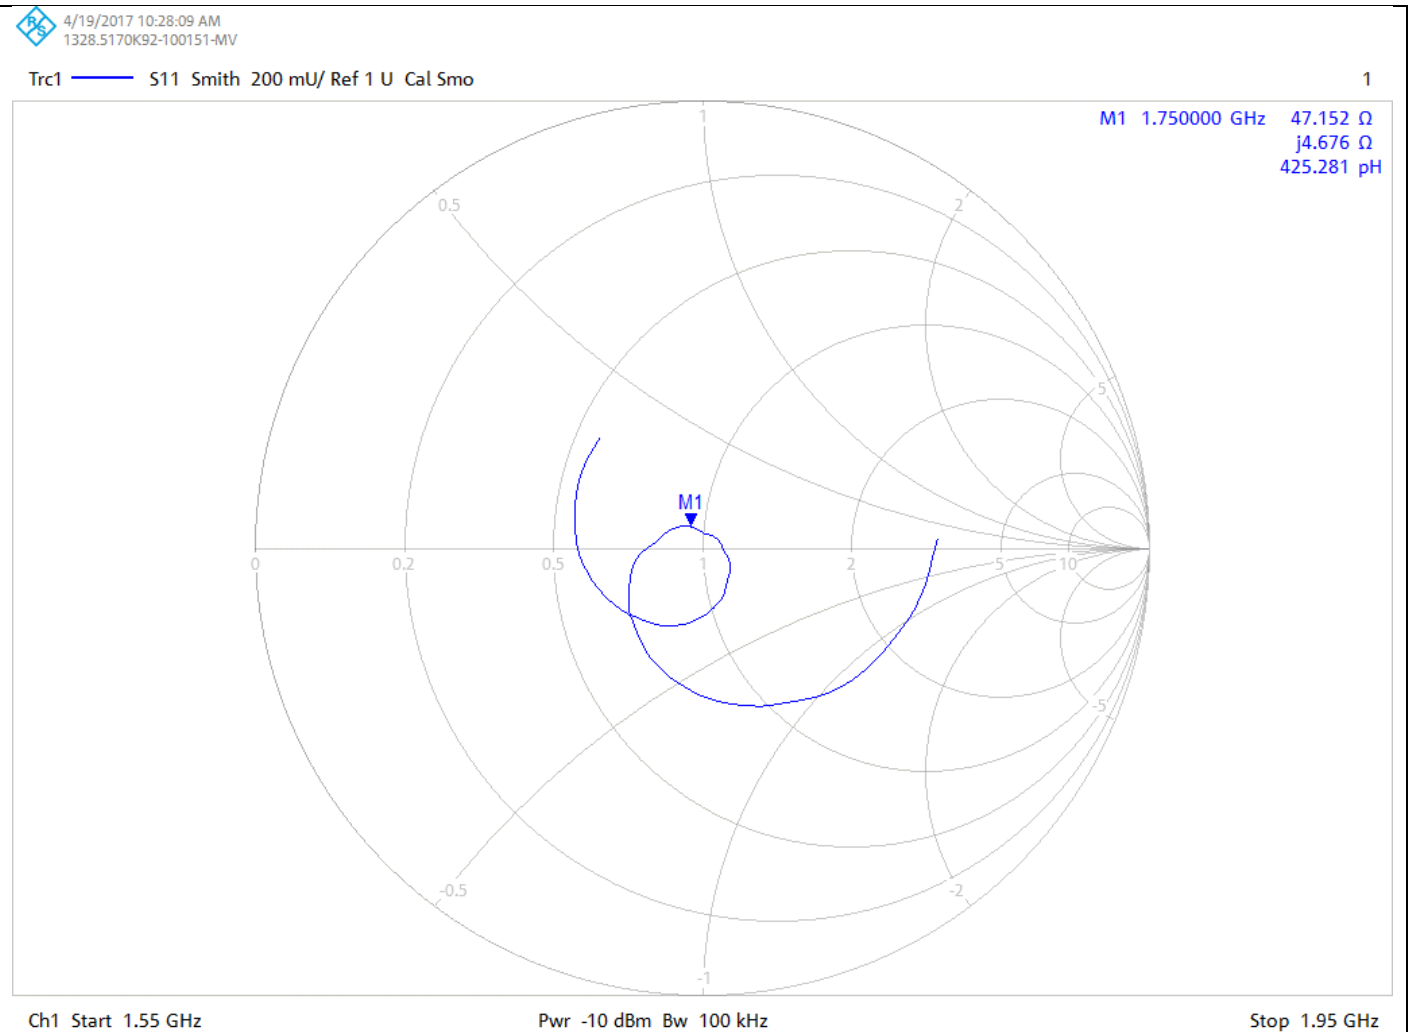 R&S
4/19/2017 10:28:09 AM
1328.5170K92-100151-MV
Trc1 S11 Smith 200 mU/ Ref 1 U Cal Smo 1
M1 1.750000 GHz 47.152 Ω
j4.676 Ω
425.281 pH
1
0.5 2
5
M1
0 0.2 0.5 1 2 5 10
-5
-0.5 -2
-1
Ch1 Start 1.55 GHz Pwr -10 dBm Bw 100 kHz Stop 1.95 GHz